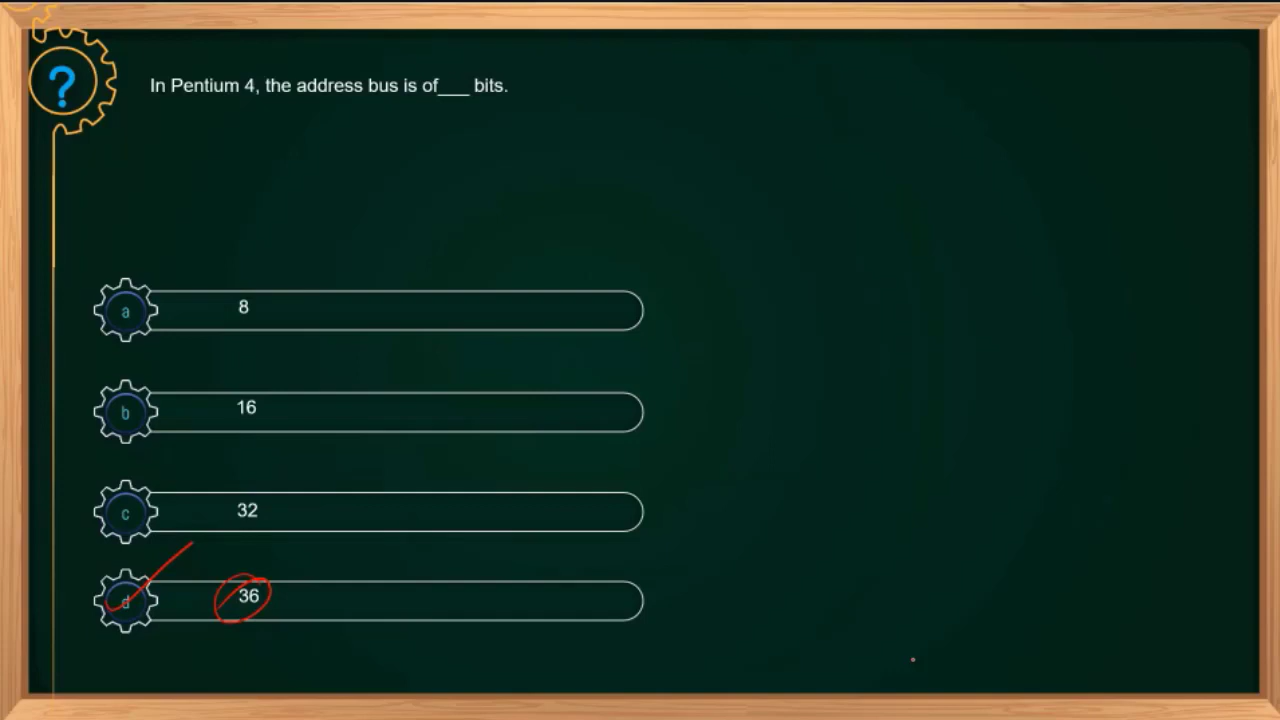 ?
In Pentium 4, the address bus is of___ bits.
a 8
b 16
c 32
d 36